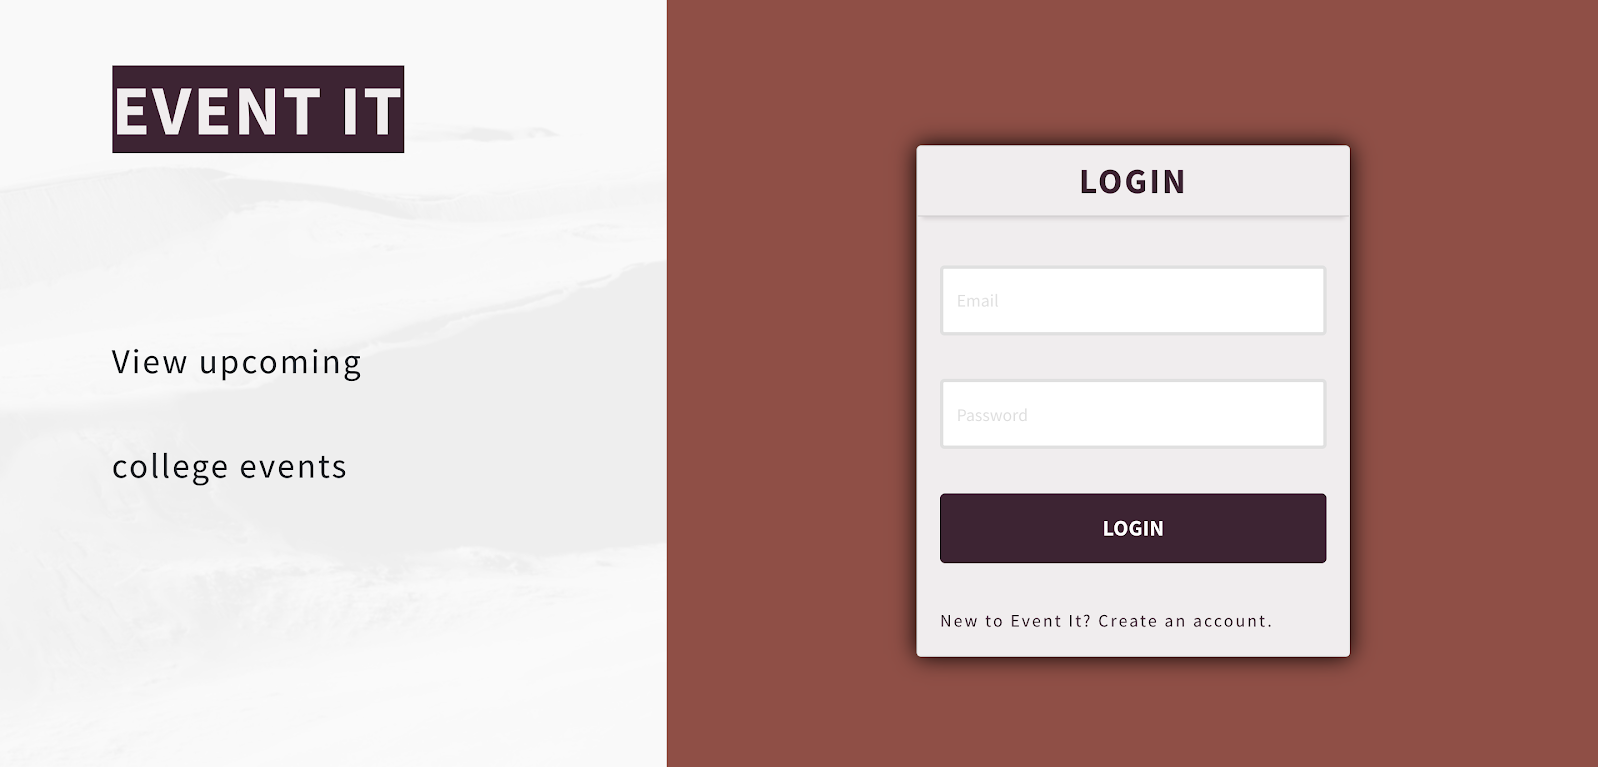 EVENT IT
View upcoming
college events
LOGIN
Email
Password
LOGIN
New to Event It? Create an account.